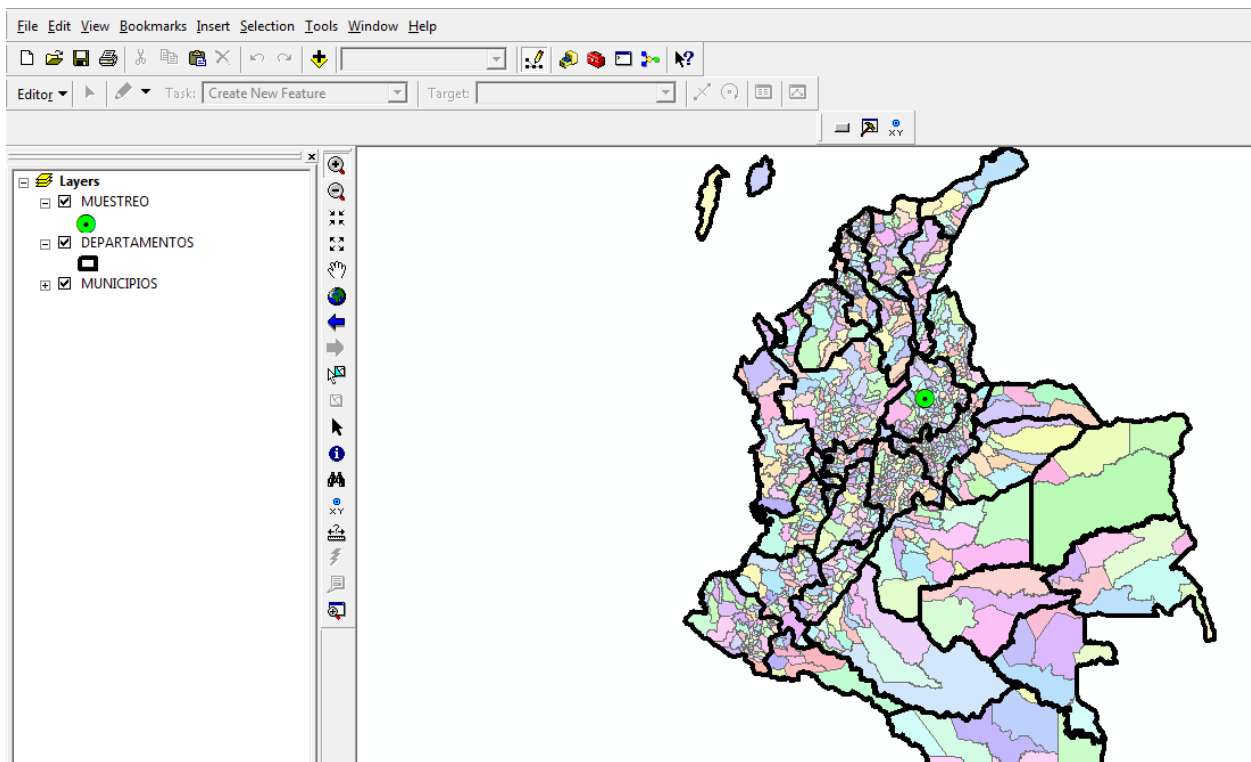 File Edit View Bookmarks Insert Selection Tools Window Help
Editor Task: Create New Feature Target:
XY
Layers
MUESTREO
DEPARTAMENTOS
MUNICIPIOS
XY